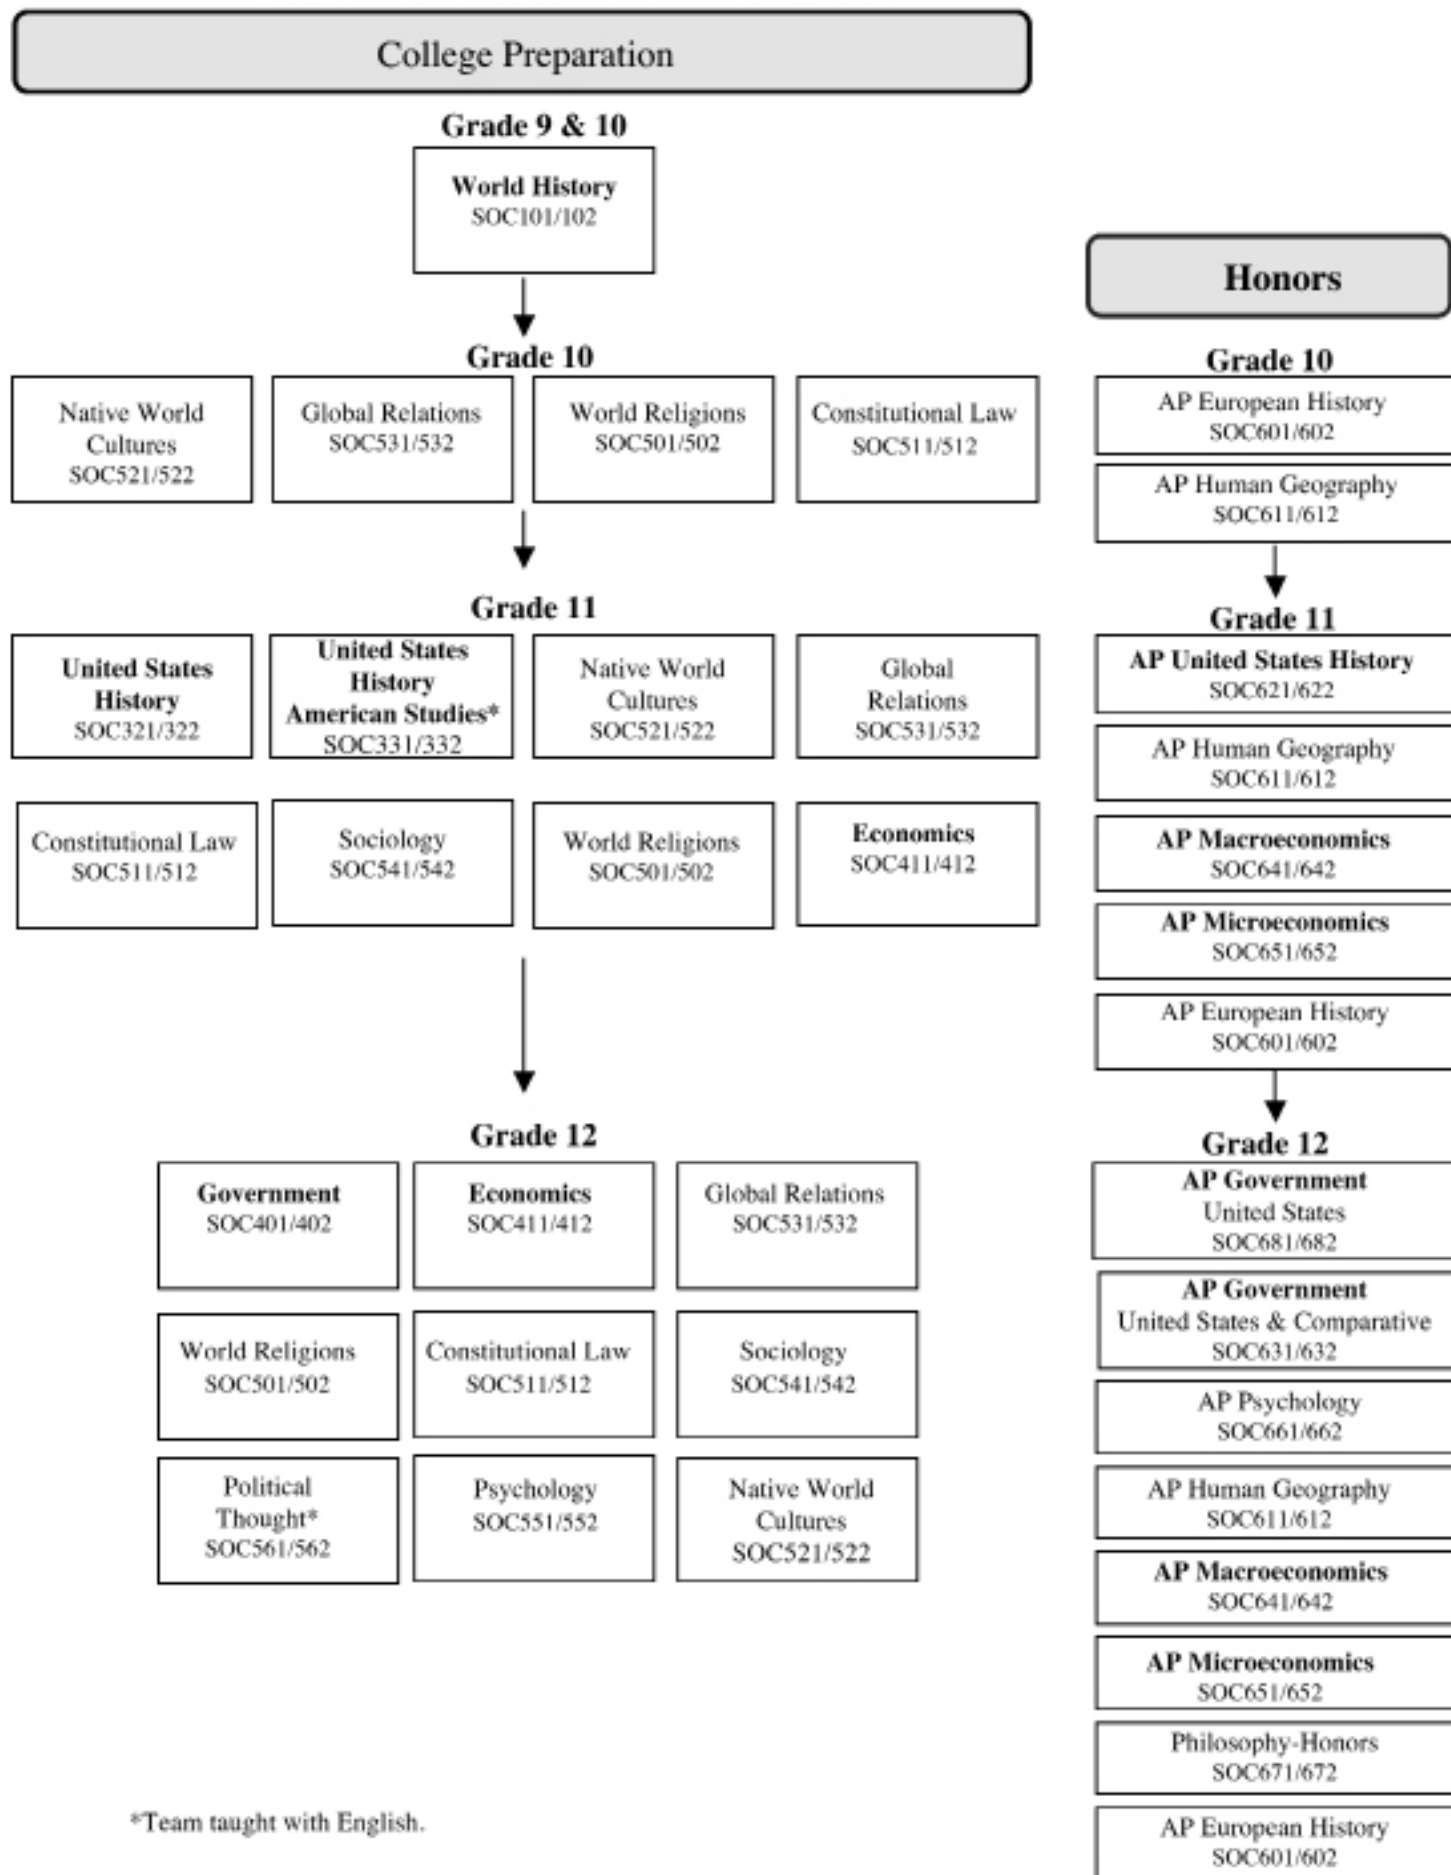 College Preparation
Grade 9 & 10
World History
SOC101/102
Grade 10
Native World
Cultures
SOC521/522
Global Relations
SOC531/532
World Religions
SOC501/502
Constitutional Law
SOC511/512
Grade 11
United States
History
SOC321/322
United States
History
American Studies*
SOC331/332
Native World
Cultures
SOC521/522
Global
Relations
SOC531/532
Constitutional Law
SOC511/512
Sociology
SOC541/542
World Religions
SOC501/502
Economics
SOC411/412
Grade 12
Government
SOC401/402
Economics
SOC411/412
Global Relations
SOC531/532
World Religions
SOC501/502
Constitutional Law
SOC511/512
Sociology
SOC541/542
Political
Thought*
SOC561/562
Psychology
SOC551/552
Native World
Cultures
SOC521/522
*Team taught with English.
Honors
Grade 10
AP European History
SOC601/602
AP Human Geography
SOC611/612
Grade 11
AP United States History
SOC621/622
AP Human Geography
SOC611/612
AP Macroeconomics
SOC641/642
AP Microeconomics
SOC651/652
AP European History
SOC601/602
Grade 12
AP Government
United States
SOC681/682
AP Government
United States & Comparative
SOC631/632
AP Psychology
SOC661/662
AP Human Geography
SOC611/612
AP Macroeconomics
SOC641/642
AP Microeconomics
SOC651/652
Philosophy-Honors
SOC671/672
AP European History
SOC601/602